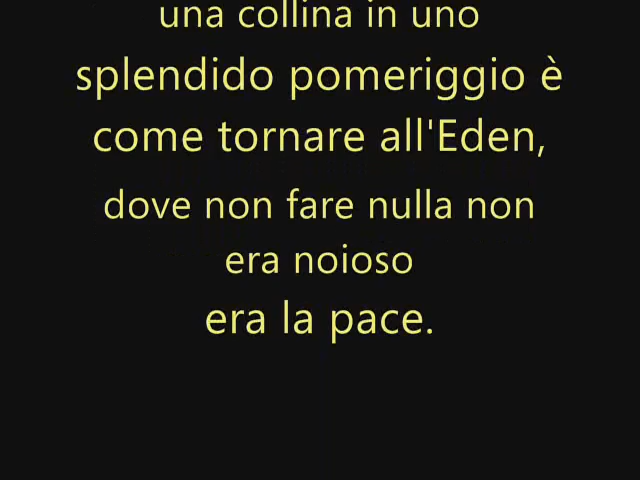 una collina in uno
splendido pomeriggio è
come tornare all'Eden,
dove non fare nulla non
era noioso
era la pace.